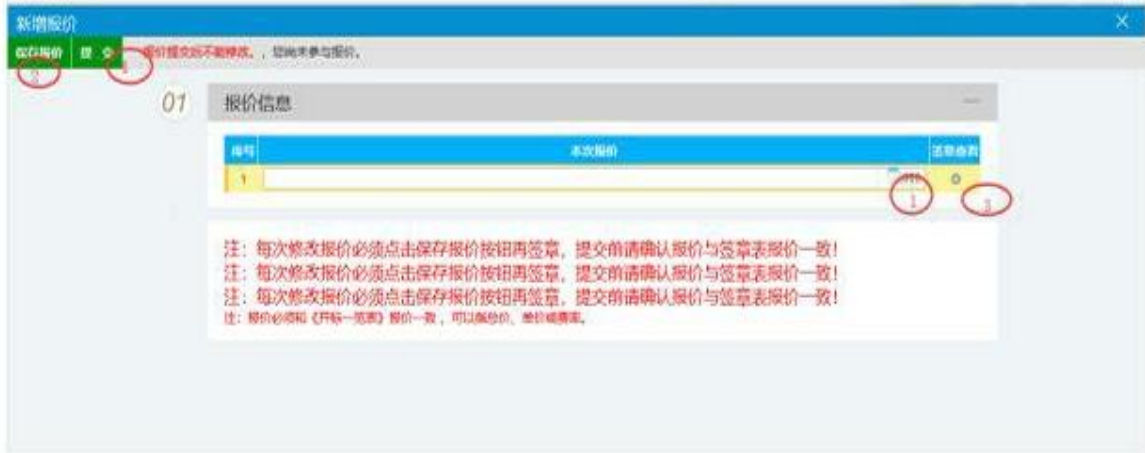 新增报价
保存报价 提 交 报价提交后不能修改。，您尚未参与报价。
2
01 报价信息
序号 本次报价 签章查看
1
1 3
注：每次修改报价必须点击保存报价按钮再签章，提交前请确认报价与签章表报价一致！
注：每次修改报价必须点击保存报价按钮再签章，提交前请确认报价与签章表报价一致！
注：每次修改报价必须点击保存报价按钮再签章，提交前请确认报价与签章表报价一致！
注：报价必须和《开标一览表》报价一致，可以是总价、单价或费率。